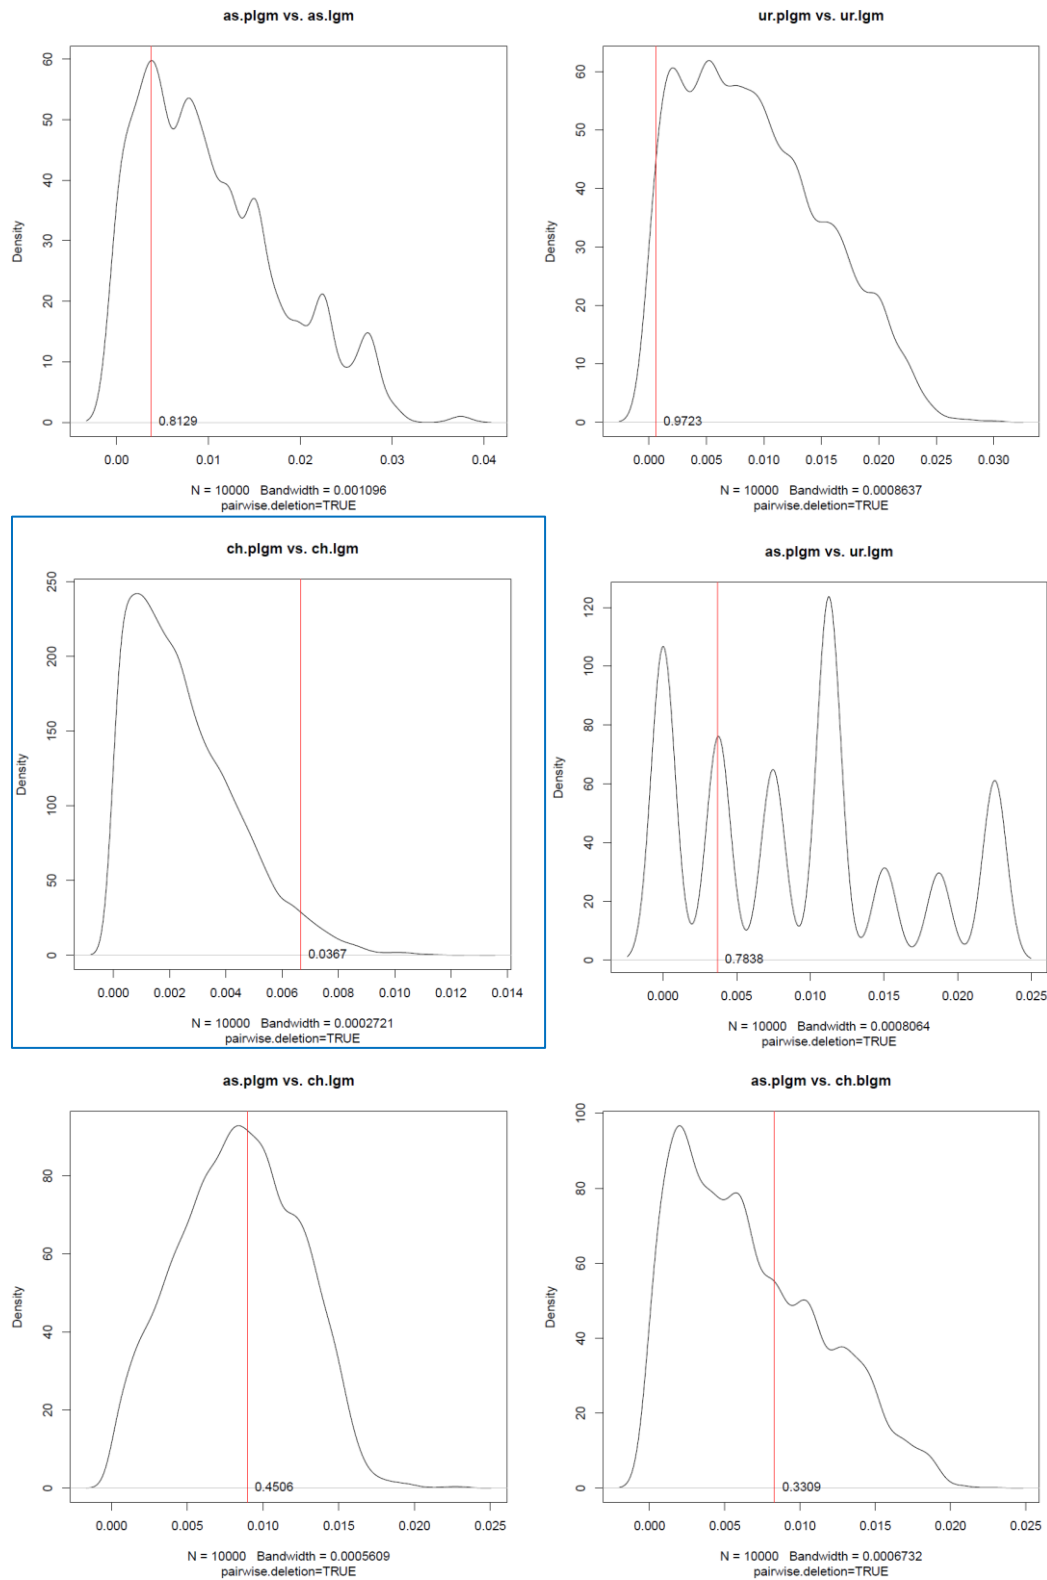 as.plgm vs. as.lgm
Density
0 10 20 30 40 50 60
0.8129
0.00 0.01 0.02 0.03 0.04
N = 10000 Bandwidth = 0.001096
pairwise.deletion=TRUE
ur.plgm vs. ur.lgm
Density
0 10 20 30 40 50 60
0.9723
0.000 0.005 0.010 0.015 0.020 0.025 0.030
N = 10000 Bandwidth = 0.0008637
pairwise.deletion=TRUE
ch.plgm vs. ch.lgm
Density
0 50 100 150 200 250
0.0367
0.000 0.002 0.004 0.006 0.008 0.010 0.012 0.014
N = 10000 Bandwidth = 0.0002721
pairwise.deletion=TRUE
as.plgm vs. ur.lgm
Density
0 20 40 60 80 100 120
0.7838
0.000 0.005 0.010 0.015 0.020 0.025
N = 10000 Bandwidth = 0.0008064
pairwise.deletion=TRUE
as.plgm vs. ch.lgm
Density
0 20 40 60 80
0.4506
0.000 0.005 0.010 0.015 0.020 0.025
N = 10000 Bandwidth = 0.0005609
pairwise.deletion=TRUE
as.plgm vs. ch.blgm
Density
0 20 40 60 80 100
0.3309
0.000 0.005 0.010 0.015 0.020 0.025
N = 10000 Bandwidth = 0.0006732
pairwise.deletion=TRUE